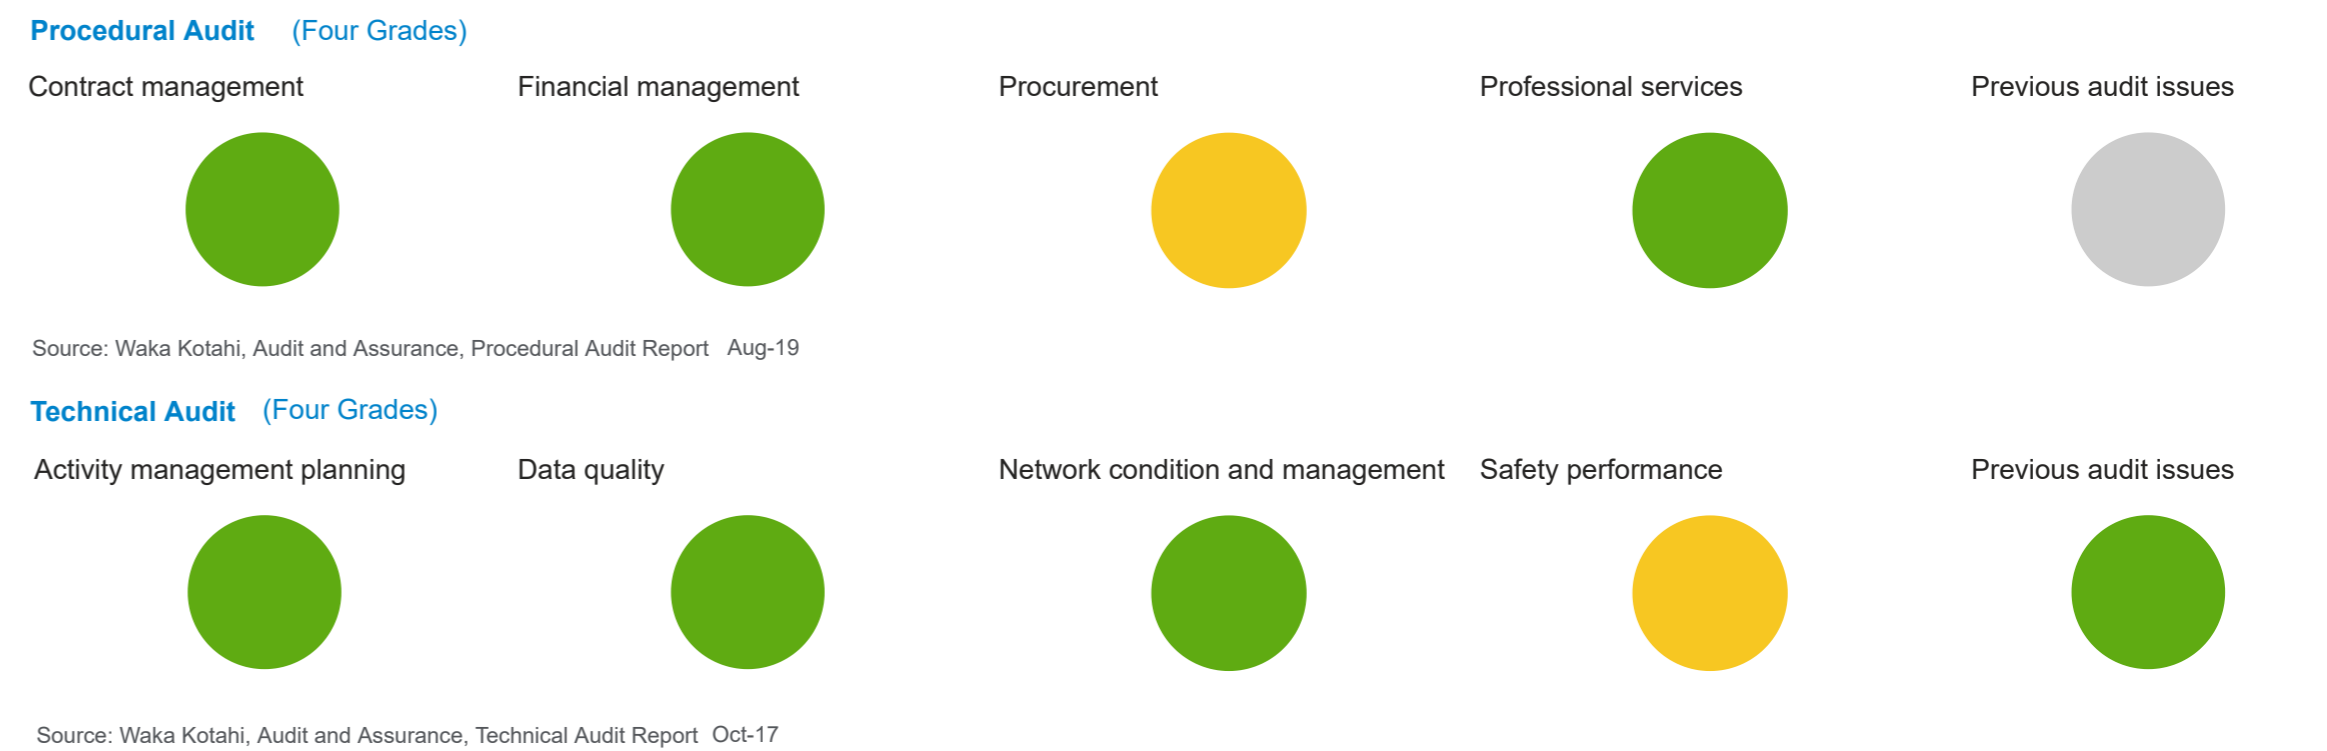 Procedural Audit (Four Grades)
Contract management
Financial management
Procurement
Professional services
Previous audit issues
Source: Waka Kotahi, Audit and Assurance, Procedural Audit Report Aug-19
Technical Audit (Four Grades)
Activity management planning
Data quality
Network condition and management
Safety performance
Previous audit issues
Source: Waka Kotahi, Audit and Assurance, Technical Audit Report Oct-17